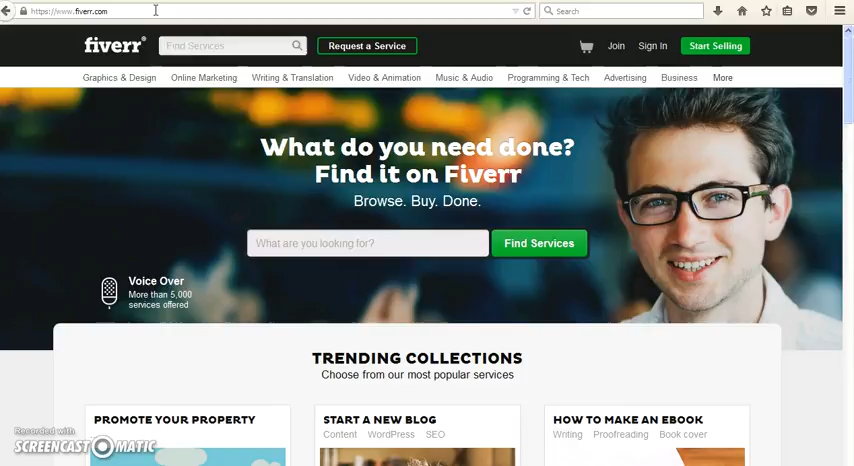 https://www.fiverr.com
Search
fiverr®
Find Services
Request a Service
Join
Sign In
Start Selling
Graphics & Design
Online Marketing
Writing & Translation
Video & Animation
Music & Audio
Programming & Tech
Advertising
Business
More
What do you need done?
Find it on Fiverr
Browse. Buy. Done.
What are you looking for?
Find Services
Voice Over
More than 5,000
services offered
TRENDING COLLECTIONS
Choose from our most popular services
PROMOTE YOUR PROPERTY
START A NEW BLOG
Content WordPress SEO
HOW TO MAKE AN EBOOK
Writing Proofreading Book cover
Recorded with
SCREENCAST-O-MATIC